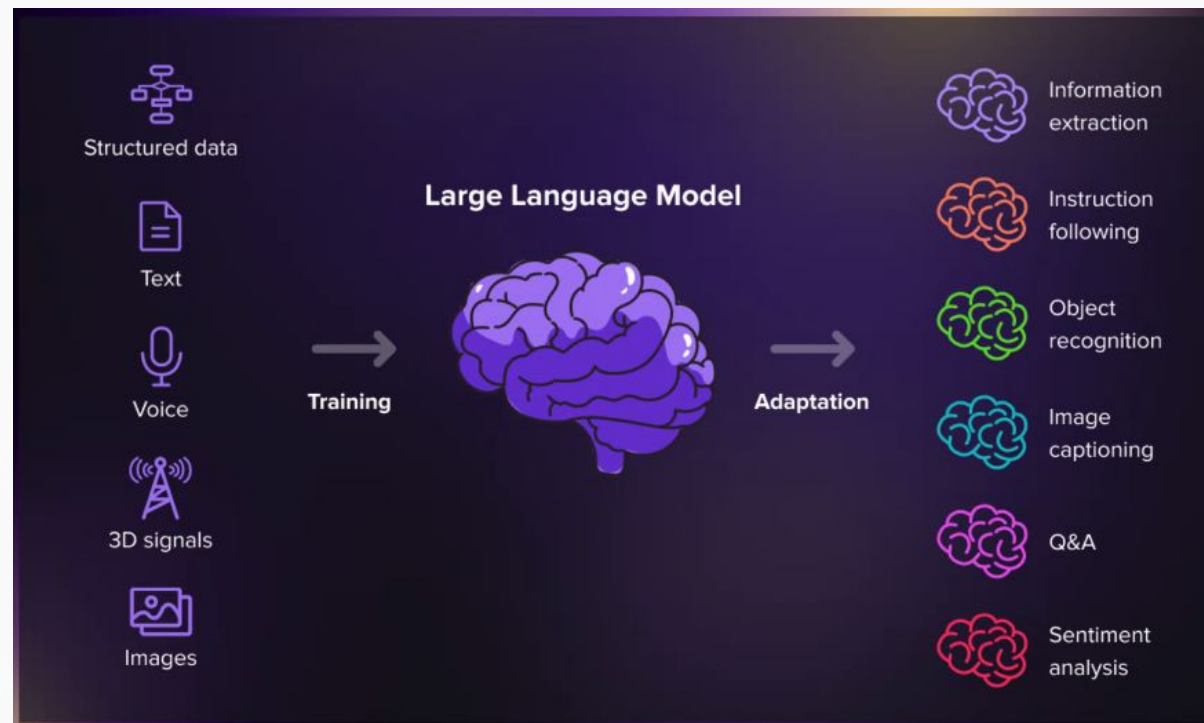 Structured data
Text
Voice
3D signals
Images
Training
Large Language Model
Adaptation
Information
extraction
Instruction
following
Object
recognition
Image
captioning
Q&A
Sentiment
analysis